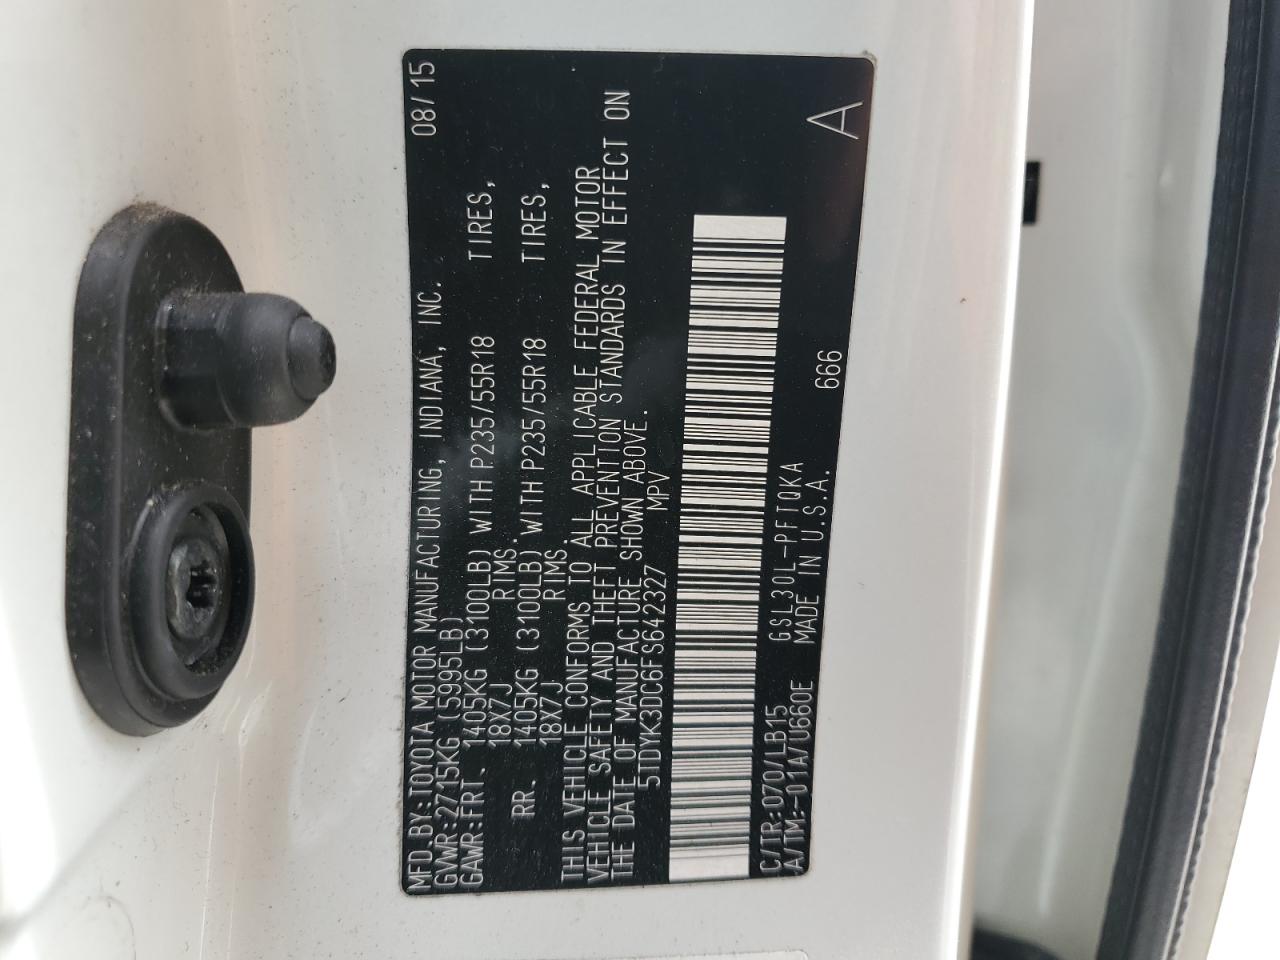 MFD.BY:TOYOTA MOTOR MANUFACTURING, INDIANA, INC. 08/15
GVWR:2715KG (5995LB)
GAWR:FRT. 1405KG (3100LB) WITH P235/55R18 TIRES,
18X7J RIMS.
RR. 1405KG (3100LB) WITH P235/55R18 TIRES,
18X7J RIMS
THIS VEHICLE CONFORMS TO ALL APPLICABLE FEDERAL MOTOR
VEHICLE SAFETY AND THEFT PREVENTION STANDARDS IN EFFECT ON
THE DATE OF MANUFACTURE SHOWN ABOVE.
5TDYK3DC6FS642327 MPV
C/TR:070/LB15 GSL30L-PFTQKA 666 A
A/TM:-01A/U660E MADE IN U.S.A.